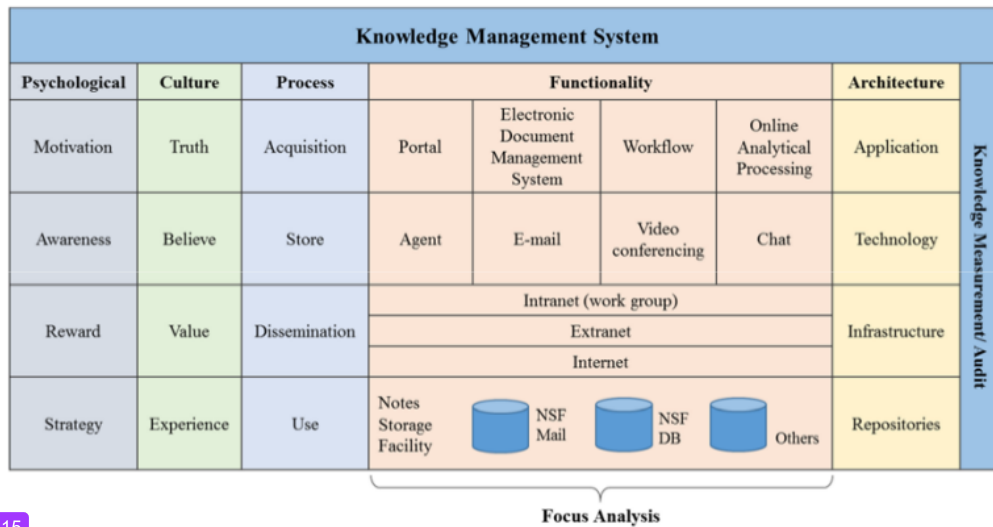 Knowledge Management System
Psychological
Culture
Process
Functionality
Architecture
Motivation
Truth
Acquisition
Portal
Electronic
Document
Management
System
Workflow
Online
Analytical
Processing
Application
Awareness
Believe
Store
Agent
E-mail
Video
conferencing
Chat
Technology
Reward
Value
Dissemination
Intranet (work group)
Extranet
Internet
Infrastructure
Strategy
Experience
Use
Notes
Storage
Facility
NSF
Mail
NSF
DB
Others
Repositories
Knowledge Measurement/ Audit
Focus Analysis
15